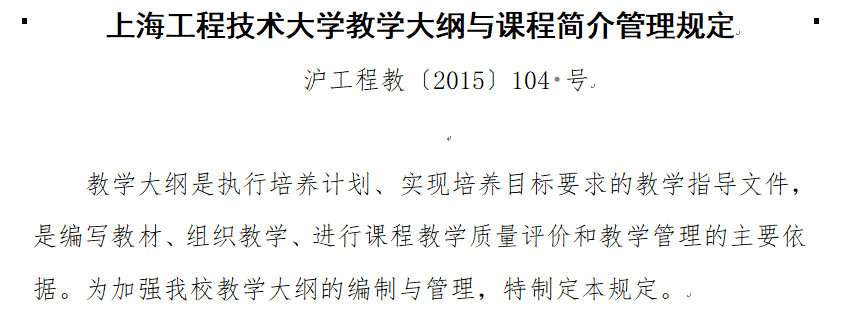 上海工程技术大学教学大纲与课程简介管理规定
沪工程教〔2015〕104 号
教学大纲是执行培养计划、实现培养目标要求的教学指导文件，
是编写教材、组织教学、进行课程教学质量评价和教学管理的主要依
据。为加强我校教学大纲的编制与管理，特制定本规定。